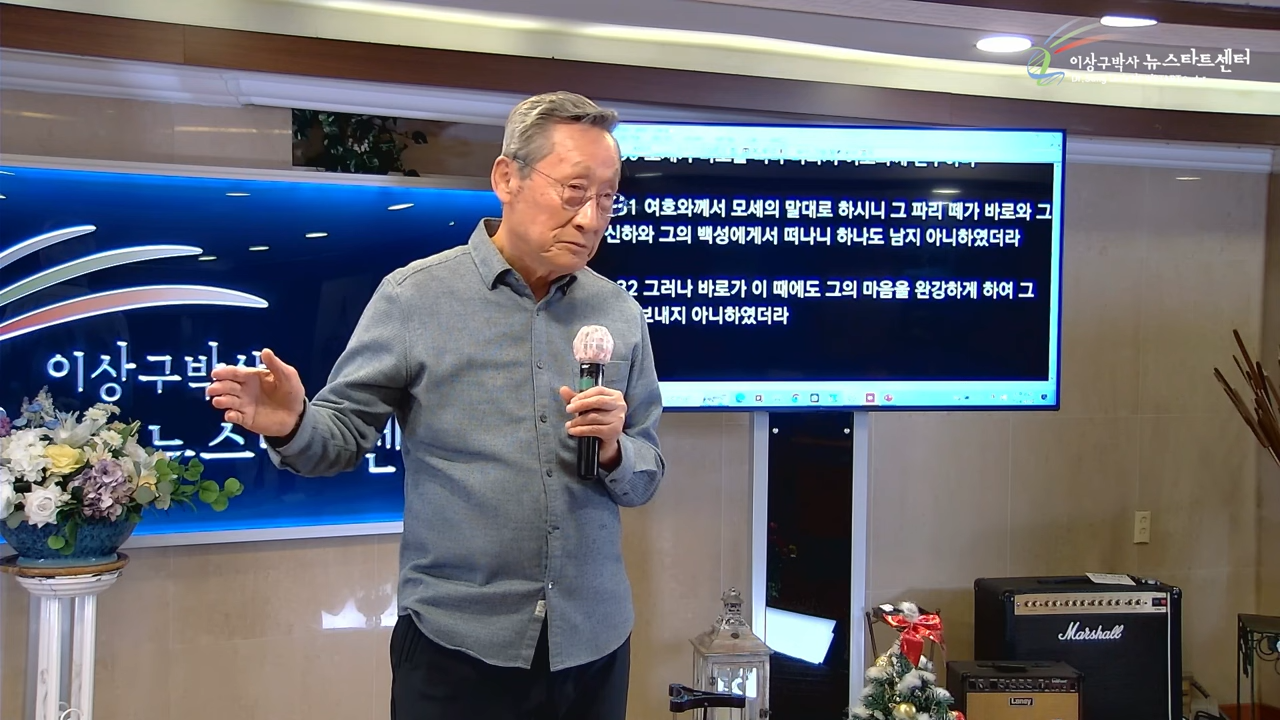 이상구박사 뉴스타트센터
31 여호와께서 모세의 말대로 하시니 그 파리 떼가 바로와 그
신하와 그의 백성에게서 떠나니 하나도 남지 아니하였더라
32 그러나 바로가 이 때에도 그의 마음을 완강하게 하여 그
보내지 아니하였더라
이상구박사
뉴스
센
Marshall
Laney